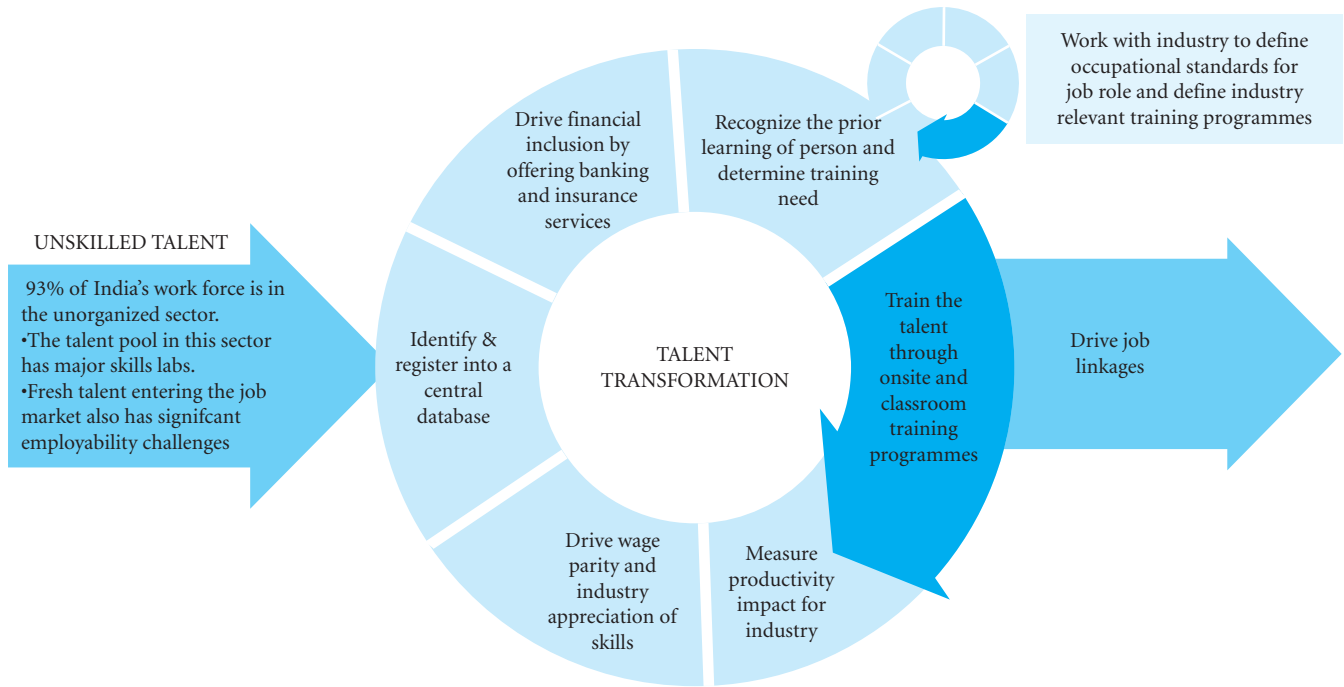 UNSKILLED TALENT
93% of India's work force is in
the unorganized sector.
•The talent pool in this sector
has major skills labs.
•Fresh talent entering the job
market also has signifcant
employability challenges
Identify &
register into a
central
database
Drive financial
inclusion by
offering banking
and insurance
services
Recognize the prior
learning of person and
determine training
need
Work with industry to define
occupational standards for
job role and define industry
relevant training programmes
TALENT
TRANSFORMATION
Train the
talent
through
onsite and
classroom
training
programmes
Drive job
linkages
Measure
productivity
impact for
industry
Drive wage
parity and
industry
appreciation of
skills